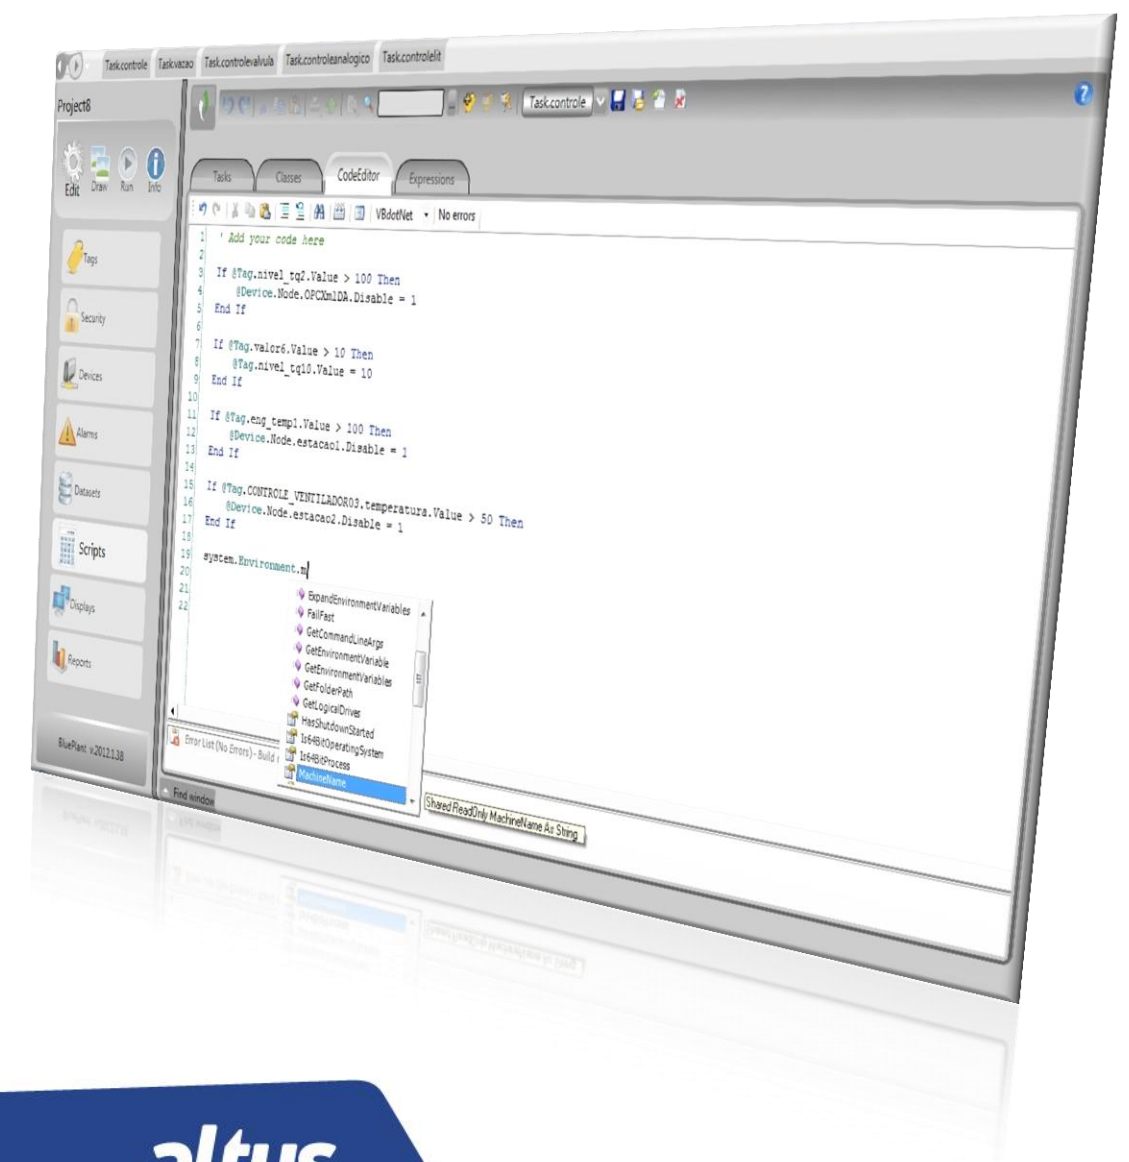 Task.controle Task.vazao Task.controlevalvula Task.controleanalogico Task.controlelit
Project8
Task.controle
Edit Draw Run Info
Tasks Classes CodeEditor Expressions
VBdotNet No errors
1 ' Add your code here
2
3 If @Tag.nivel_tq2.Value > 100 Then
4 @Device.Node.OPCXmlDA.Disable = 1
5 End If
6
7 If @Tag.valor6.Value > 10 Then
8 @Tag.nivel_tq10.Value = 10
9 End If
10
11 If @Tag.eng_temp1.Value > 100 Then
12 @Device.Node.estacao1.Disable = 1
13 End If
14
15 If @Tag.CONTROLE_VENTILADOR03.temperatura.Value > 50 Then
16 @Device.Node.estacao2.Disable = 1
17 End If
18
19 system.Environment.m
20
21
22
Tags
Security
Devices
Alarms
Datasets
Scripts
Displays
Reports
BluePlant v.2012.1.38
ExpandEnvironmentVariables
FailFast
GetCommandLineArgs
GetEnvironmentVariable
GetEnvironmentVariables
GetFolderPath
GetLogicalDrives
HasShutdownStarted
Is64BitOperatingSystem
Is64BitProcess
MachineName
Shared ReadOnly MachineName As String
Error List (No Errors) - Build
Find window
altus